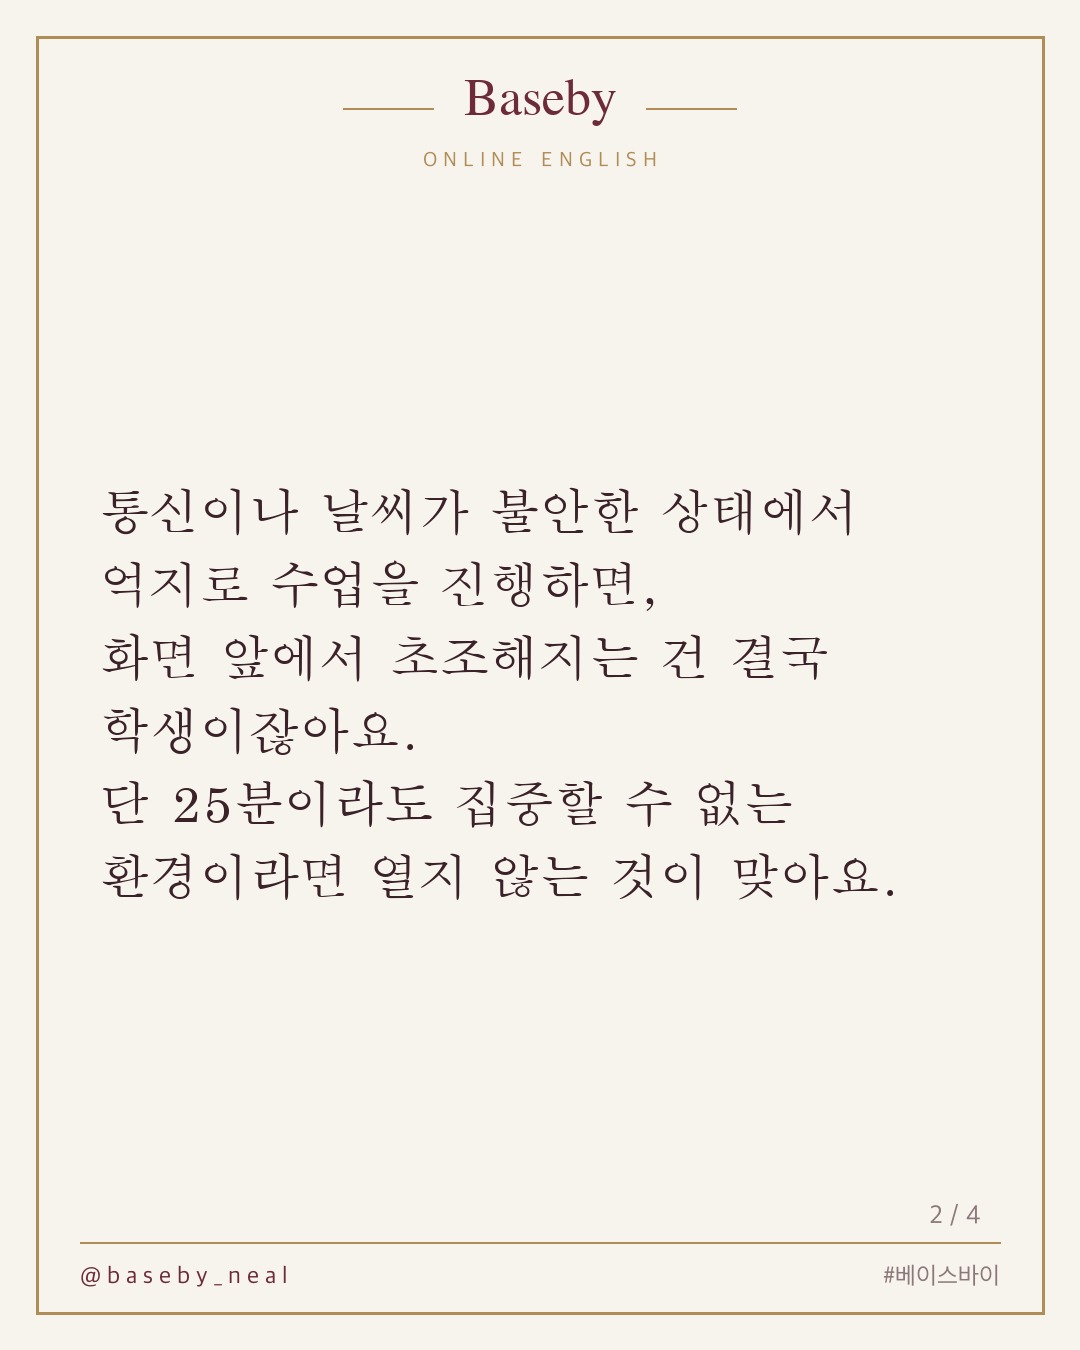 Baseby
ONLINE ENGLISH
통신이나 날씨가 불안한 상태에서
억지로 수업을 진행하면,
화면 앞에서 초조해지는 건 결국
학생이잖아요.
단 25분이라도 집중할 수 없는
환경이라면 열지 않는 것이 맞아요.
2 / 4
@baseby_neal
#베이스바이